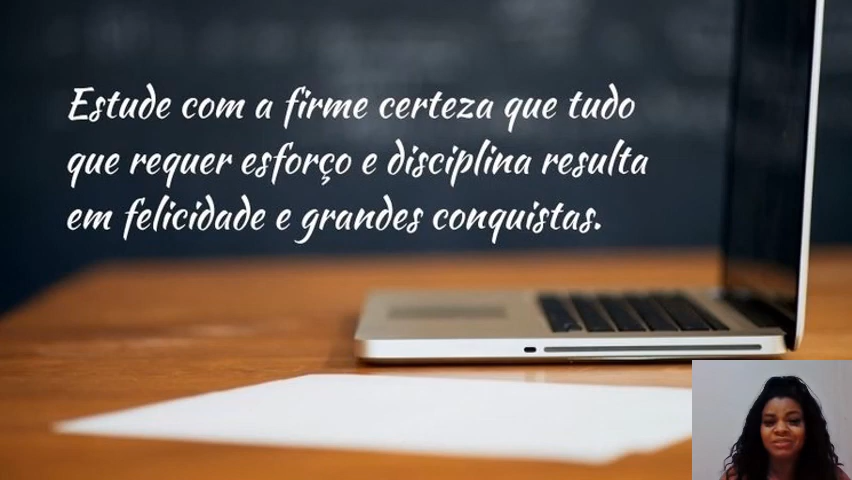 Estude com a firme certeza que tudo
que requer esforço e disciplina resulta
em felicidade e grandes conquistas.